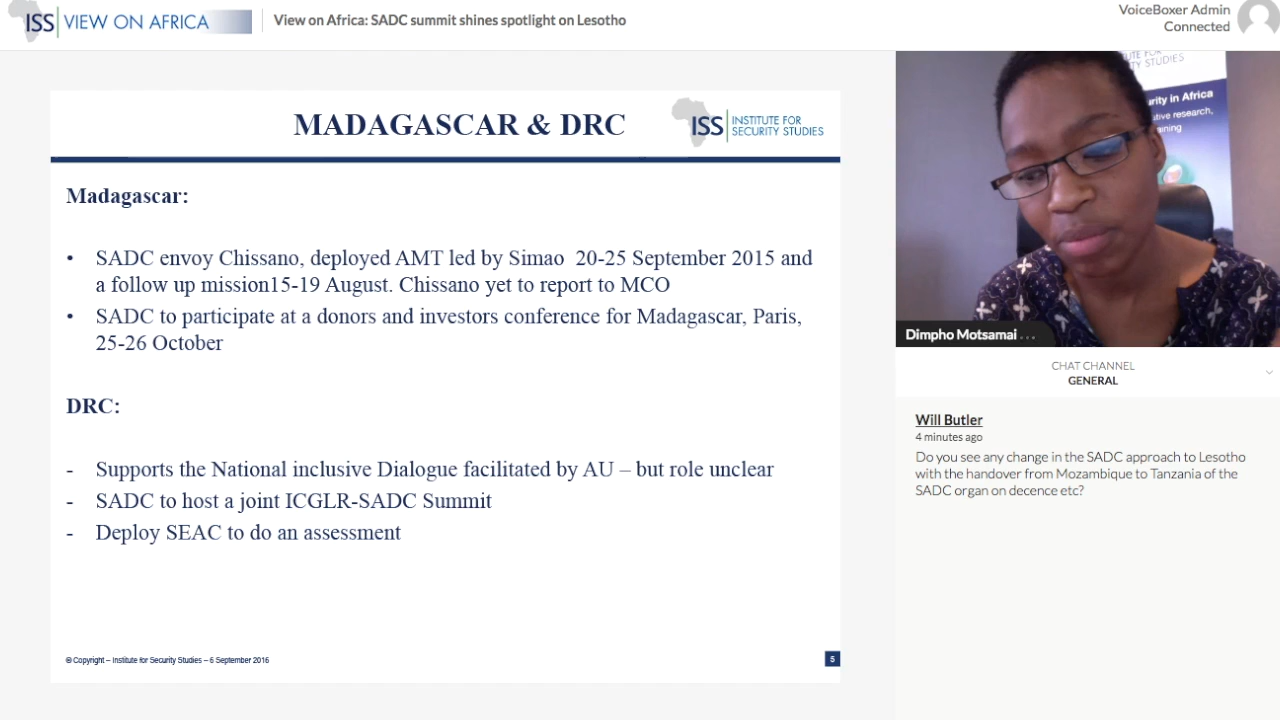 ISS VIEW ON AFRICA
View on Africa: SADC summit shines spotlight on Lesotho
VoiceBoxer Admin
Connected
MADAGASCAR & DRC
ISS INSTITUTE FOR
SECURITY STUDIES
Madagascar:
• SADC envoy Chissano, deployed AMT led by Simao 20-25 September 2015 and
a follow up mission15-19 August. Chissano yet to report to MCO
• SADC to participate at a donors and investors conference for Madagascar, Paris,
25-26 October
DRC:
- Supports the National inclusive Dialogue facilitated by AU – but role unclear
- SADC to host a joint ICGLR-SADC Summit
- Deploy SEAC to do an assessment
© Copyright – Institute for Security Studies – 6 September 2016
5
STUDIES
urity in Africa
research,
aining
Dimpho Motsamai ...
CHAT CHANNEL
GENERAL
Will Butler
4 minutes ago
Do you see any change in the SADC approach to Lesotho
with the handover from Mozambique to Tanzania of the
SADC organ on decence etc?